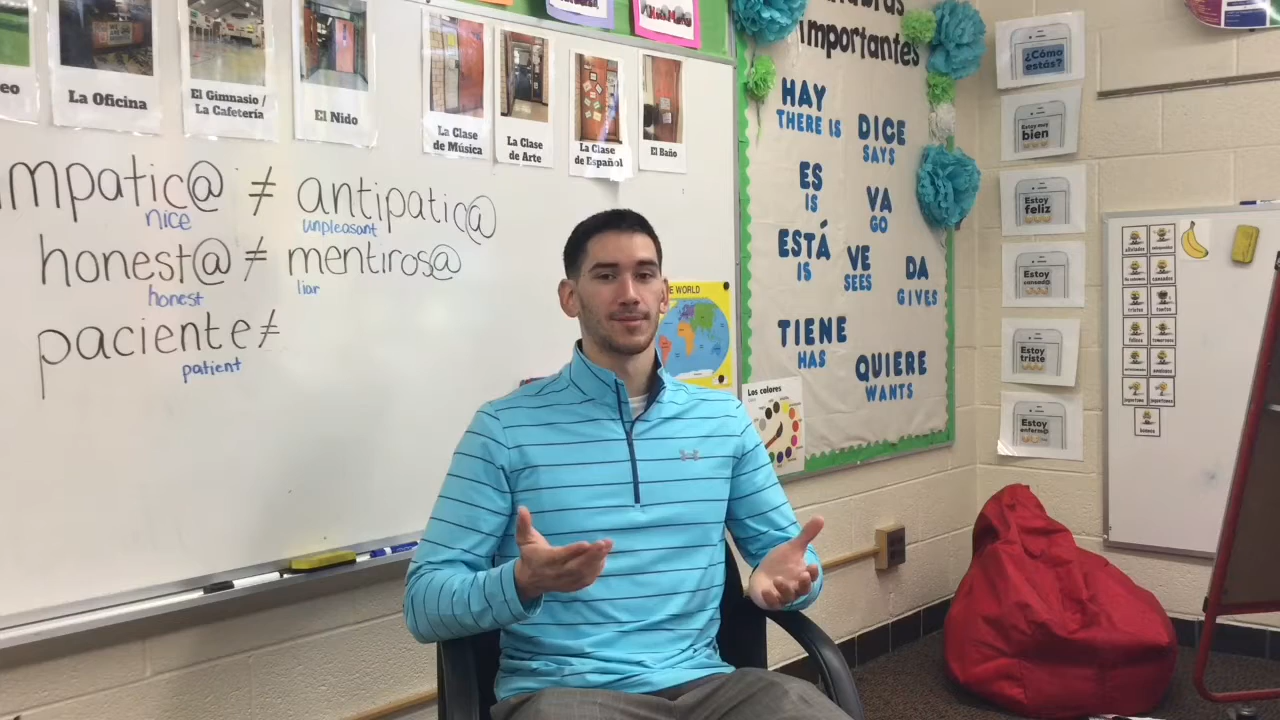 eo
La Oficina
El Gimnasio /
La Cafetería
El Nido
La Clase
de Música
La Clase
de Arte
La Clase
de Español
El Baño
mpatic@ ≠ antipatic@
nice unpleasant
honest@ ≠ mentiros@
honest liar
paciente ≠
patient
E WORLD
Los colores
importantes
HAY
THERE IS
DICE
SAYS
ES
IS
VA
GO
ESTÁ
IS
VE
SEES
DA
GIVES
TIENE
HAS
QUIERE
WANTS
¿Cómo
estás?
Estoy muy
bien
Estoy
feliz
Estoy
cansad@
Estoy
triste
Estoy
enferm@